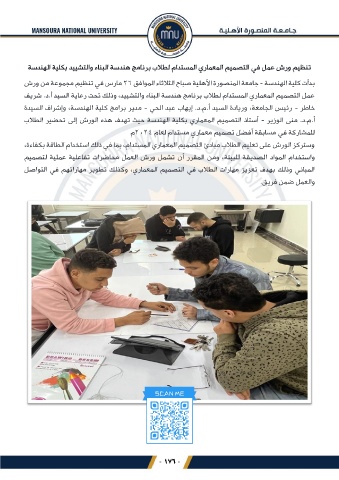 MANSOURA NATIONAL UNIVERSITY
جـامـعـة المنصورة الأهـلـيـة
mnu
تنظيم ورش عمل في التصميم المعماري المستدام لطلاب برنامج هندسة البناء والتشييد بكلية الهندسة
بدأت كلية الهندسة - جامعة المنصورة الأهلية صباح الثلاثاء الموافق ٢٦ مارس في تنظيم مجموعة من ورش
عمل التصميم المعماري المستدام لطلاب برنامج هندسة البناء والتشييد، وذلك تحت رعاية السيد أ.د. شريف
خاطر - رئيس الجامعة، وريادة السيد أ.م.د. إيهاب عبد الحي - مدير برامج كلية الهندسة، وإشراف السيدة
أ.م.د. منى الوزير - أستاذ التصميم المعماري بكلية الهندسة حيث تهدف هذه الورش إلى تحضير الطلاب
للمشاركة في مسابقة أفضل تصميم معماري مستدام لعام ٢٠٢٤م.
وستركز الورش على تعليم الطلاب مبادئ التصميم المعماري المستدام، بما في ذلك استخدام الطاقة بكفاءة،
واستخدام المواد الصديقة للبيئة، ومن المقرر أن تشمل ورش العمل محاضرات تفاعلية عملية لتصميم
المباني وذلك بهدف تعزيز مهارات الطلاب في التصميم المعماري، وكذلك تطوير مهاراتهم في التواصل
والعمل ضمن فريق.
SCAN ME
- ١٧٦ -